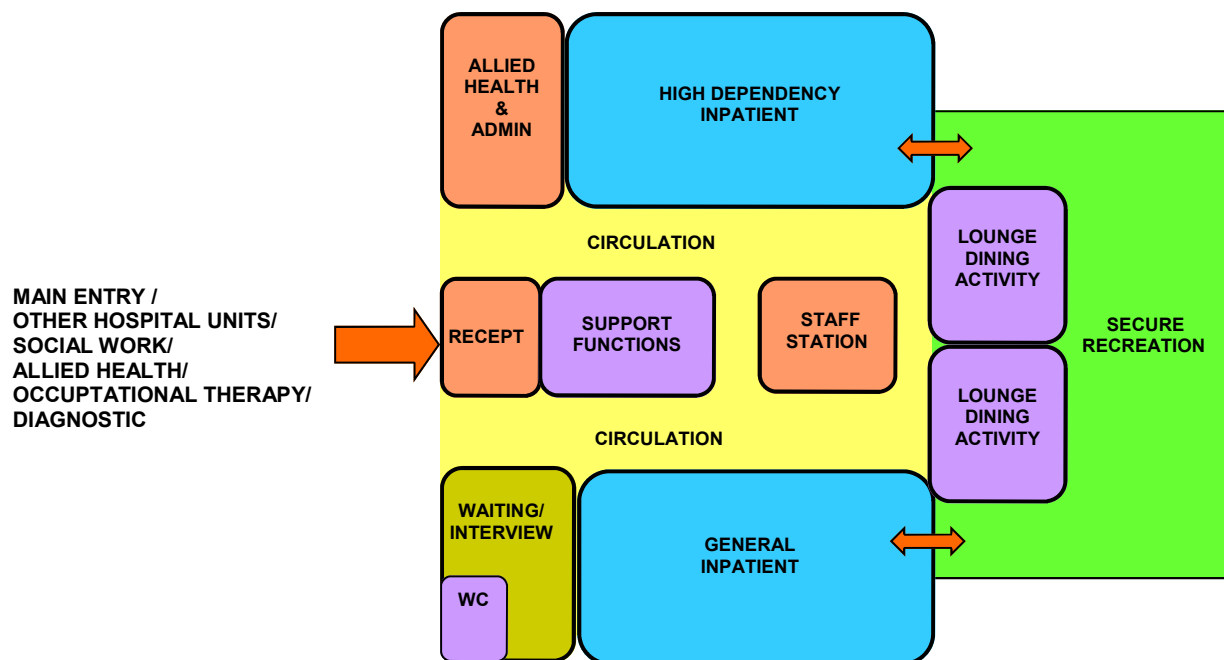 ALLIED
HEALTH
&
ADMIN
HIGH DEPENDENCY
INPATIENT
CIRCULATION
LOUNGE
DINING
ACTIVITY
MAIN ENTRY /
OTHER HOSPITAL UNITS/
SOCIAL WORK/
ALLIED HEALTH/
OCCUPTATIONAL THERAPY/
DIAGNOSTIC
RECEPT
SUPPORT
FUNCTIONS
STAFF
STATION
SECURE
RECREATION
LOUNGE
DINING
ACTIVITY
CIRCULATION
WAITING/
INTERVIEW
WC
GENERAL
INPATIENT